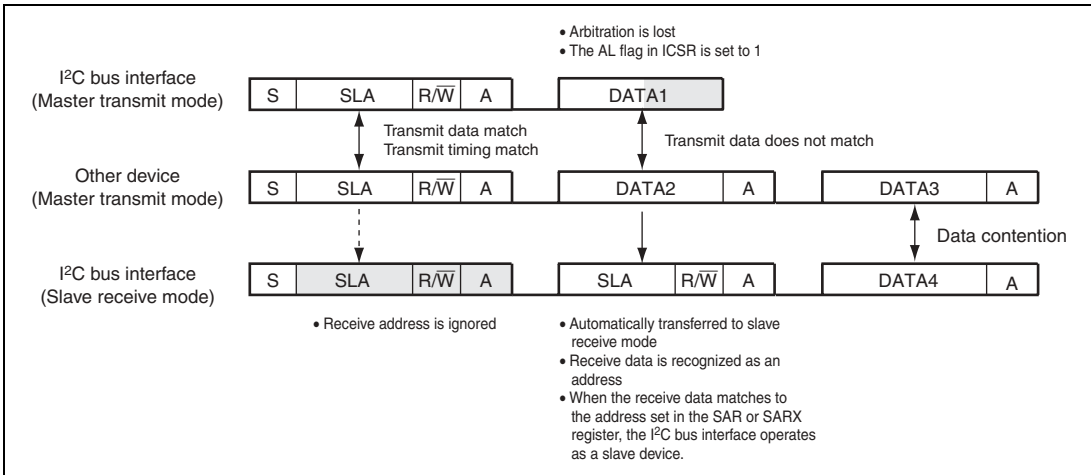 • Arbitration is lost
• The AL flag in ICSR is set to 1
I²C bus interface
(Master transmit mode)
S SLA R/W̅ A DATA1
Transmit data match
Transmit timing match
Transmit data does not match
Other device
(Master transmit mode)
S SLA R/W̅ A DATA2 A DATA3 A
Data contention
I²C bus interface
(Slave receive mode)
S SLA R/W̅ A SLA R/W̅ A DATA4 A
• Receive address is ignored
• Automatically transferred to slave
receive mode
• Receive data is recognized as an
address
• When the receive data matches to
the address set in the SAR or SARX
register, the I²C bus interface operates
as a slave device.